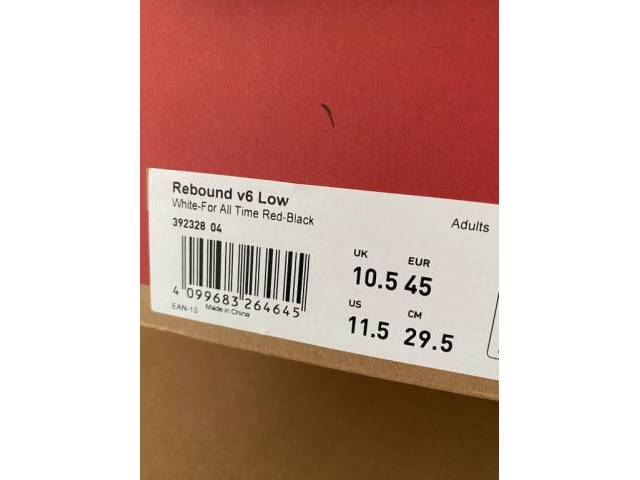 Rebound v6 Low
White-For All Time Red-Black
392328 04
Adults
4 099683 264645
EAN-13 Made in China
UK EUR
10.5 45
US CM
11.5 29.5